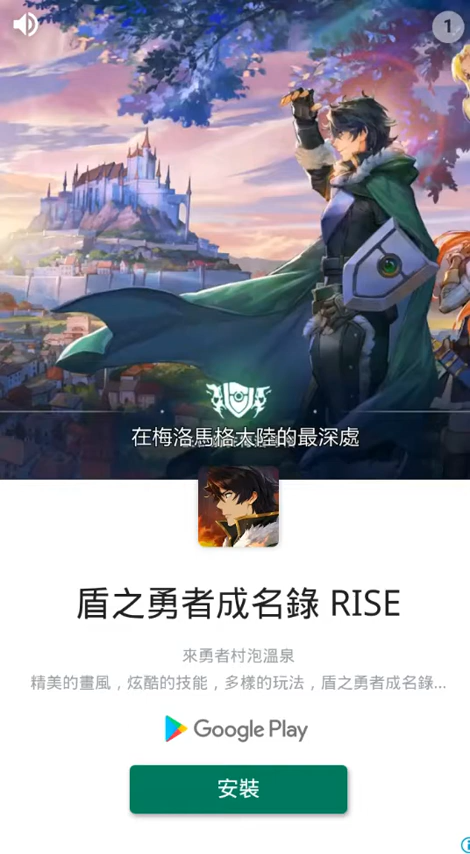 1
在梅洛馬格大陸的最深處
盾之勇者成名錄 RISE
來勇者村泡溫泉
精美的畫風，炫酷的技能，多樣的玩法，盾之勇者成名錄...
Google Play
安裝